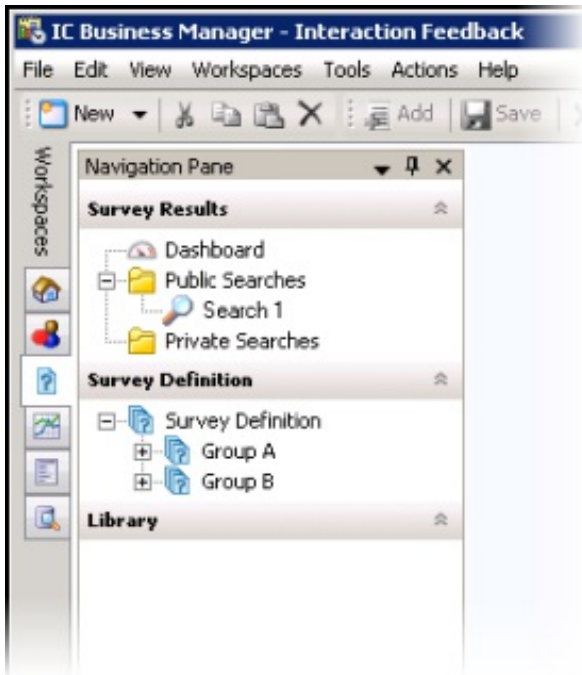 IC Business Manager - Interaction Feedback
File Edit View Workspaces Tools Actions Help
New Add Save
Workspaces
Navigation Pane
Survey Results
Dashboard
Public Searches
Search 1
Private Searches
Survey Definition
Survey Definition
Group A
Group B
Library